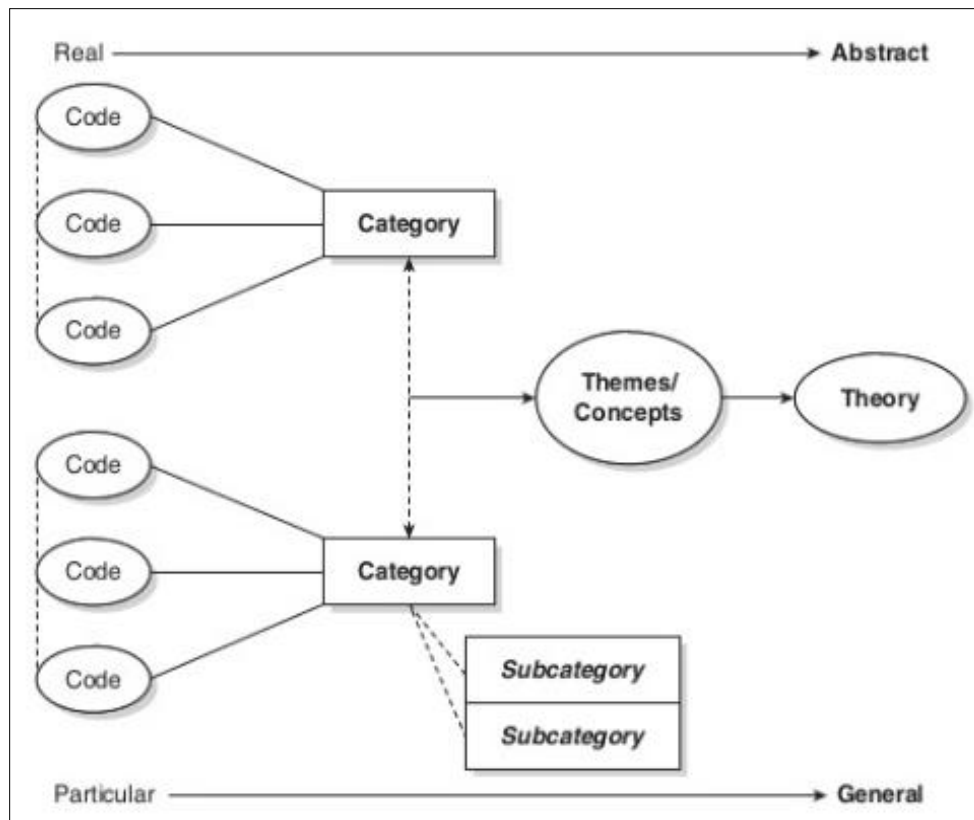 Real
Abstract
Code
Code
Category
Code
Themes/
Concepts
Theory
Code
Code
Category
Code
Subcategory
Subcategory
Particular
General